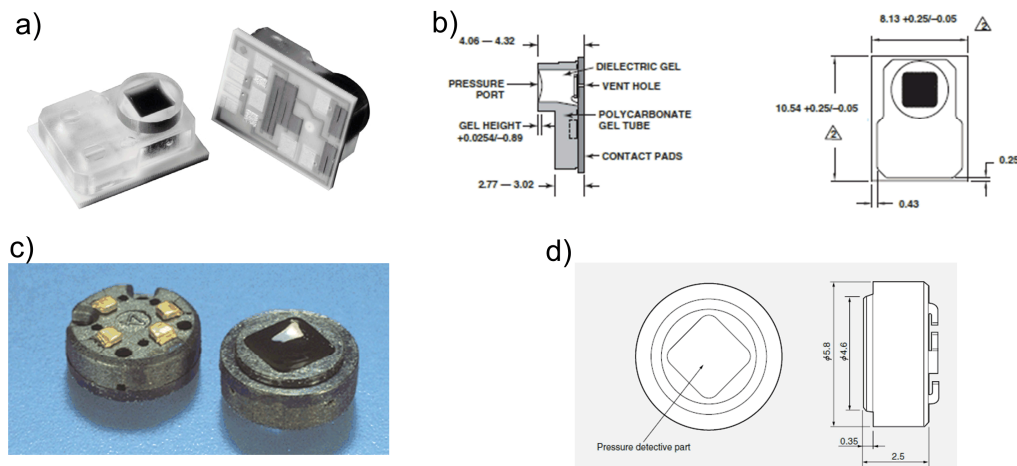 a)
b)
4.06 — 4.32
PRESSURE
PORT
DIELECTRIC GEL
VENT HOLE
POLYCARBONATE
GEL TUBE
GEL HEIGHT
+0.0254/–0.89
CONTACT PADS
2.77 — 3.02
8.13 +0.25/–0.05
2
10.54 +0.25/–0.05
2
0.25
0.43
c)
d)
Pressure detective part
φ5.8
φ4.6
0.35
2.5